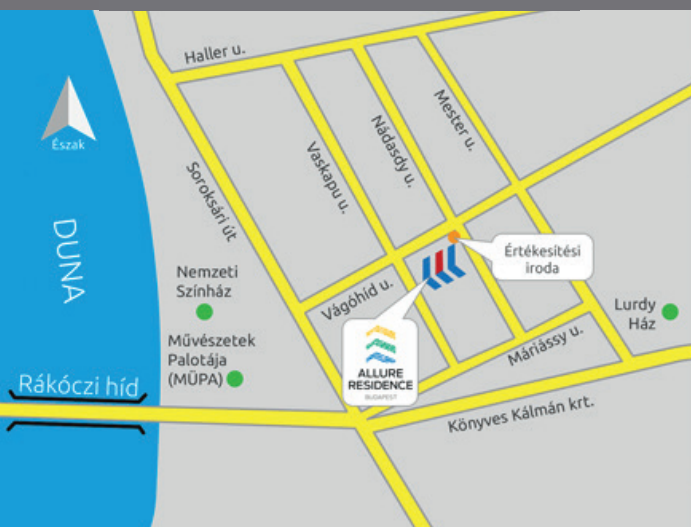 Haller u.
Észak
DUNA
Soroksári út
Vaskapu u.
Nádasdy u.
Mester u.
Értékesítési
iroda
Nemzeti
Színház
Vágóhíd u.
Lurdy
Ház
Művészetek
Palotája
(MÜPA)
ALLURE
RESIDENCE
BUDAPEST
Máriássy u.
Rákóczi híd
Könyves Kálmán krt.